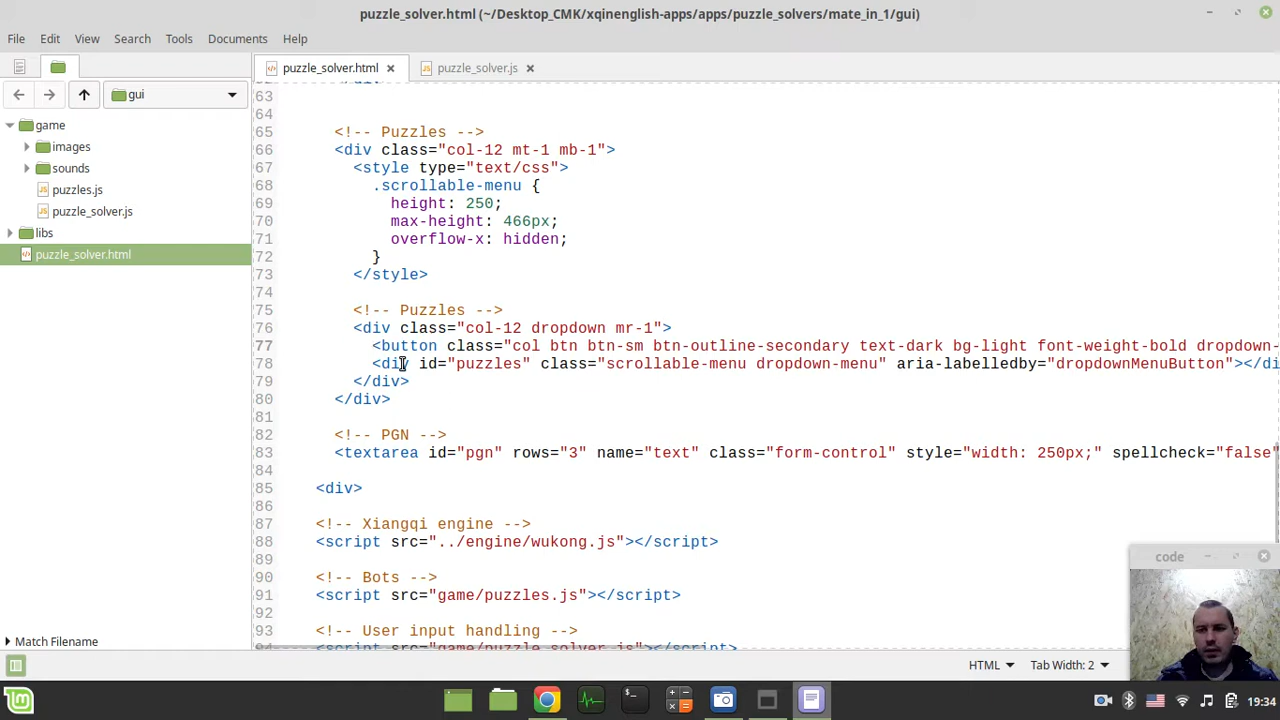 puzzle_solver.html (~/Desktop_CMK/xqinenglish-apps/apps/puzzle_solvers/mate_in_1/gui)
File Edit View Search Tools Documents Help
puzzle_solver.html
puzzle_solver.js
gui
game
images
sounds
puzzles.js
puzzle_solver.js
libs
puzzle_solver.html
63
64
65 <!-- Puzzles -->
66 <div class="col-12 mt-1 mb-1">
67 <style type="text/css">
68 .scrollable-menu {
69 height: 250;
70 max-height: 466px;
71 overflow-x: hidden;
72 }
73 </style>
74
75 <!-- Puzzles -->
76 <div class="col-12 dropdown mr-1">
77 <button class="col btn btn-sm btn-outline-secondary text-dark bg-light font-weight-bold dropdown-
78 <div id="puzzles" class="scrollable-menu dropdown-menu" aria-labelledby="dropdownMenuButton"></di
79 </div>
80 </div>
81
82 <!-- PGN -->
83 <textarea id="pgn" rows="3" name="text" class="form-control" style="width: 250px;" spellcheck="false"
84
85 <div>
86
87 <!-- Xiangqi engine -->
88 <script src="../engine/wukong.js"></script>
89
90 <!-- Bots -->
91 <script src="game/puzzles.js"></script>
92
93 <!-- User input handling -->
94 <script src="game/puzzle_solver.js"></script>
code
Match Filename
HTML
Tab Width: 2
19:34